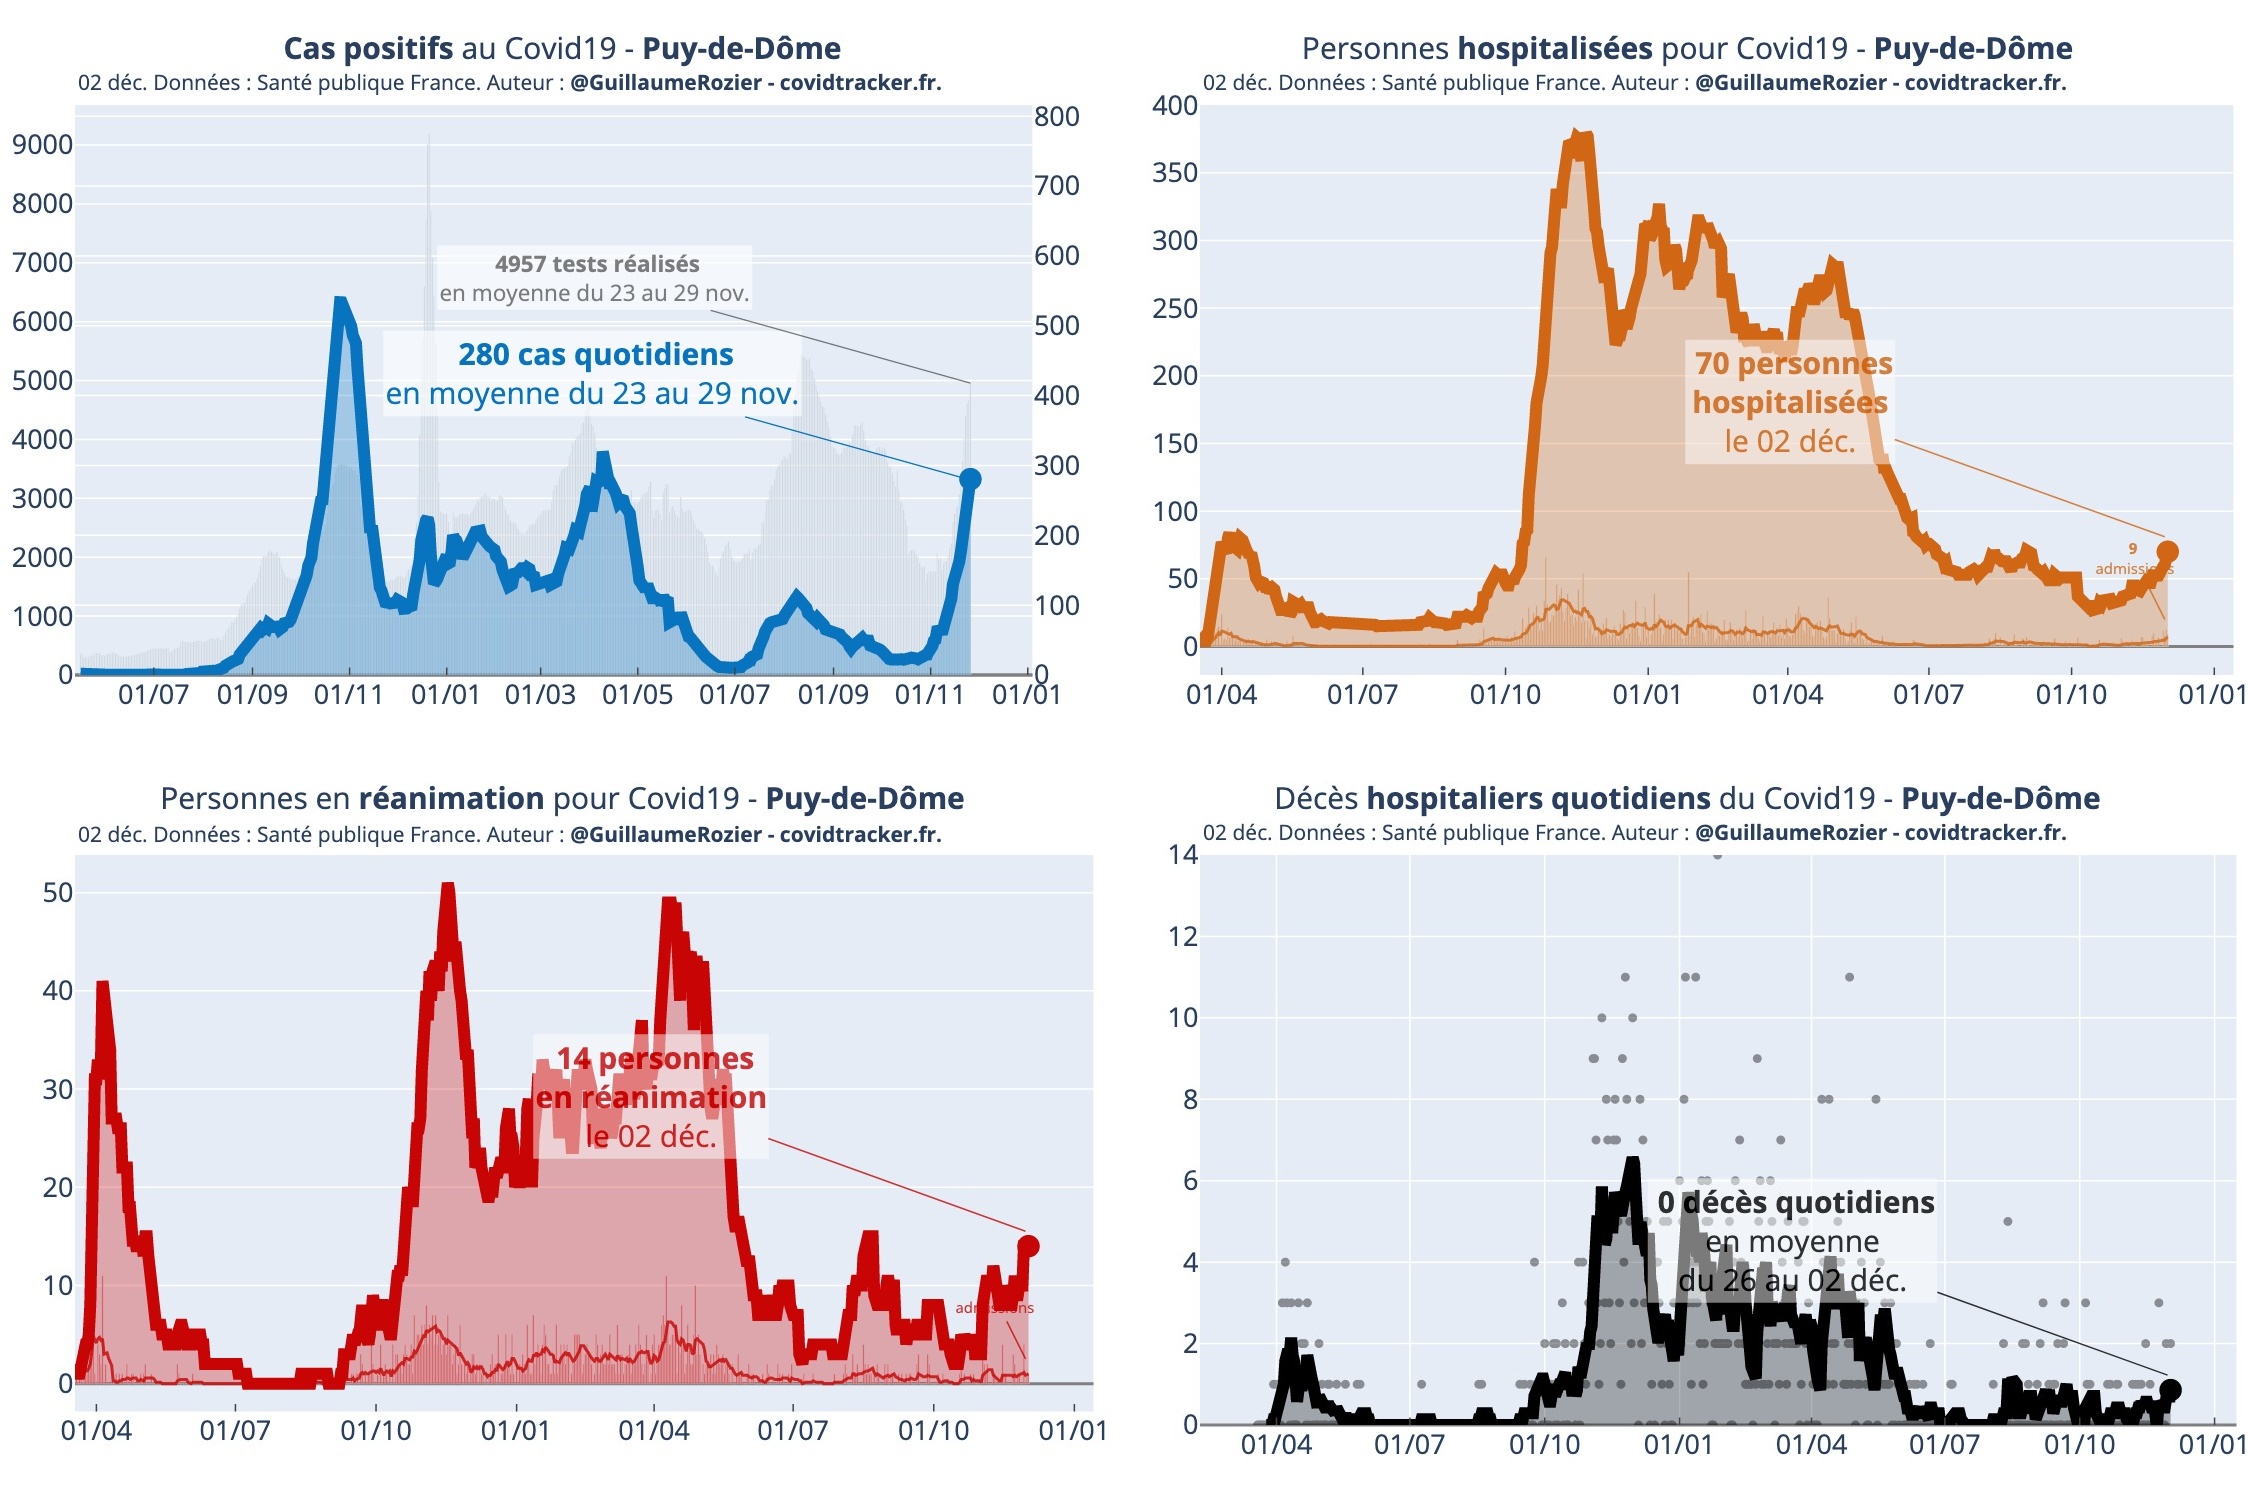 Cas positifs au Covid19 - Puy-de-Dôme
02 déc. Données : Santé publique France. Auteur : @GuillaumeRozier - covidtracker.fr.
9000
8000
7000
6000
5000
4000
3000
2000
1000
0
800
700
600
500
400
300
200
100
0
4957 tests réalisés
en moyenne du 23 au 29 nov.
280 cas quotidiens
en moyenne du 23 au 29 nov.
01/07 01/09 01/11 01/01 01/03 01/05 01/07 01/09 01/11 01/01
Personnes hospitalisées pour Covid19 - Puy-de-Dôme
02 déc. Données : Santé publique France. Auteur : @GuillaumeRozier - covidtracker.fr.
400
350
300
250
200
150
100
50
0
70 personnes
hospitalisées
le 02 déc.
9
admissions
01/04 01/07 01/10 01/01 01/04 01/07 01/10 01/01
Personnes en réanimation pour Covid19 - Puy-de-Dôme
02 déc. Données : Santé publique France. Auteur : @GuillaumeRozier - covidtracker.fr.
50
40
30
20
10
0
14 personnes
en réanimation
le 02 déc.
admissions
01/04 01/07 01/10 01/01 01/04 01/07 01/10 01/01
Décès hospitaliers quotidiens du Covid19 - Puy-de-Dôme
02 déc. Données : Santé publique France. Auteur : @GuillaumeRozier - covidtracker.fr.
14
12
10
8
6
4
2
0
0 décès quotidiens
en moyenne
du 26 au 02 déc.
01/04 01/07 01/10 01/01 01/04 01/07 01/10 01/01